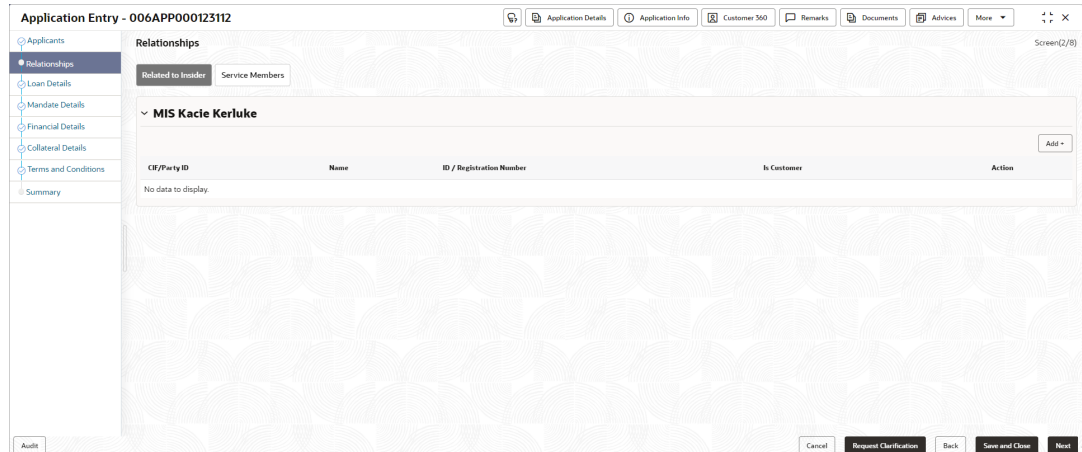 Application Entry - 006APP000123112
Application Details
Application Info
Customer 360
Remarks
Documents
Advices
More
Applicants
Relationships
Loan Details
Mandate Details
Financial Details
Collateral Details
Terms and Conditions
Summary
Relationships
Screen(2/8)
Related to Insider
Service Members
MIS Kacie Kerluke
Add +
CIF/Party ID Name ID / Registration Number Is Customer Action
No data to display.
Audit
Cancel
Request Clarification
Back
Save and Close
Next